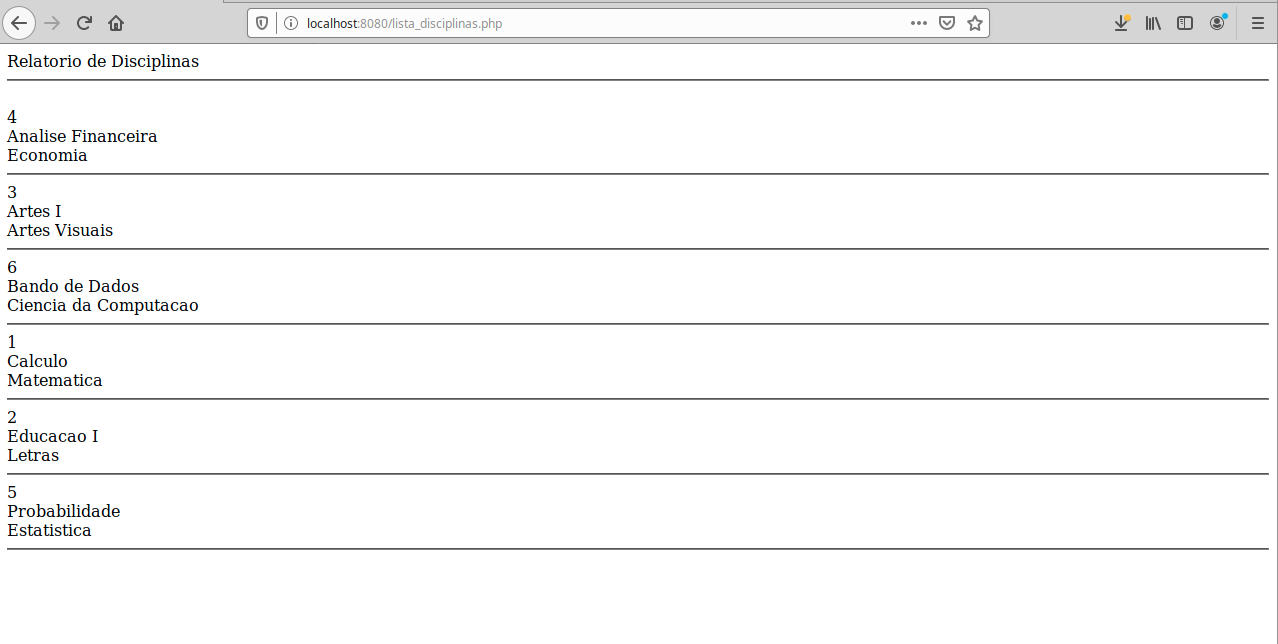 localhost:8080/lista_disciplinas.php
Relatorio de Disciplinas
4
Analise Financeira
Economia
3
Artes I
Artes Visuais
6
Bando de Dados
Ciencia da Computacao
1
Calculo
Matematica
2
Educacao I
Letras
5
Probabilidade
Estatistica